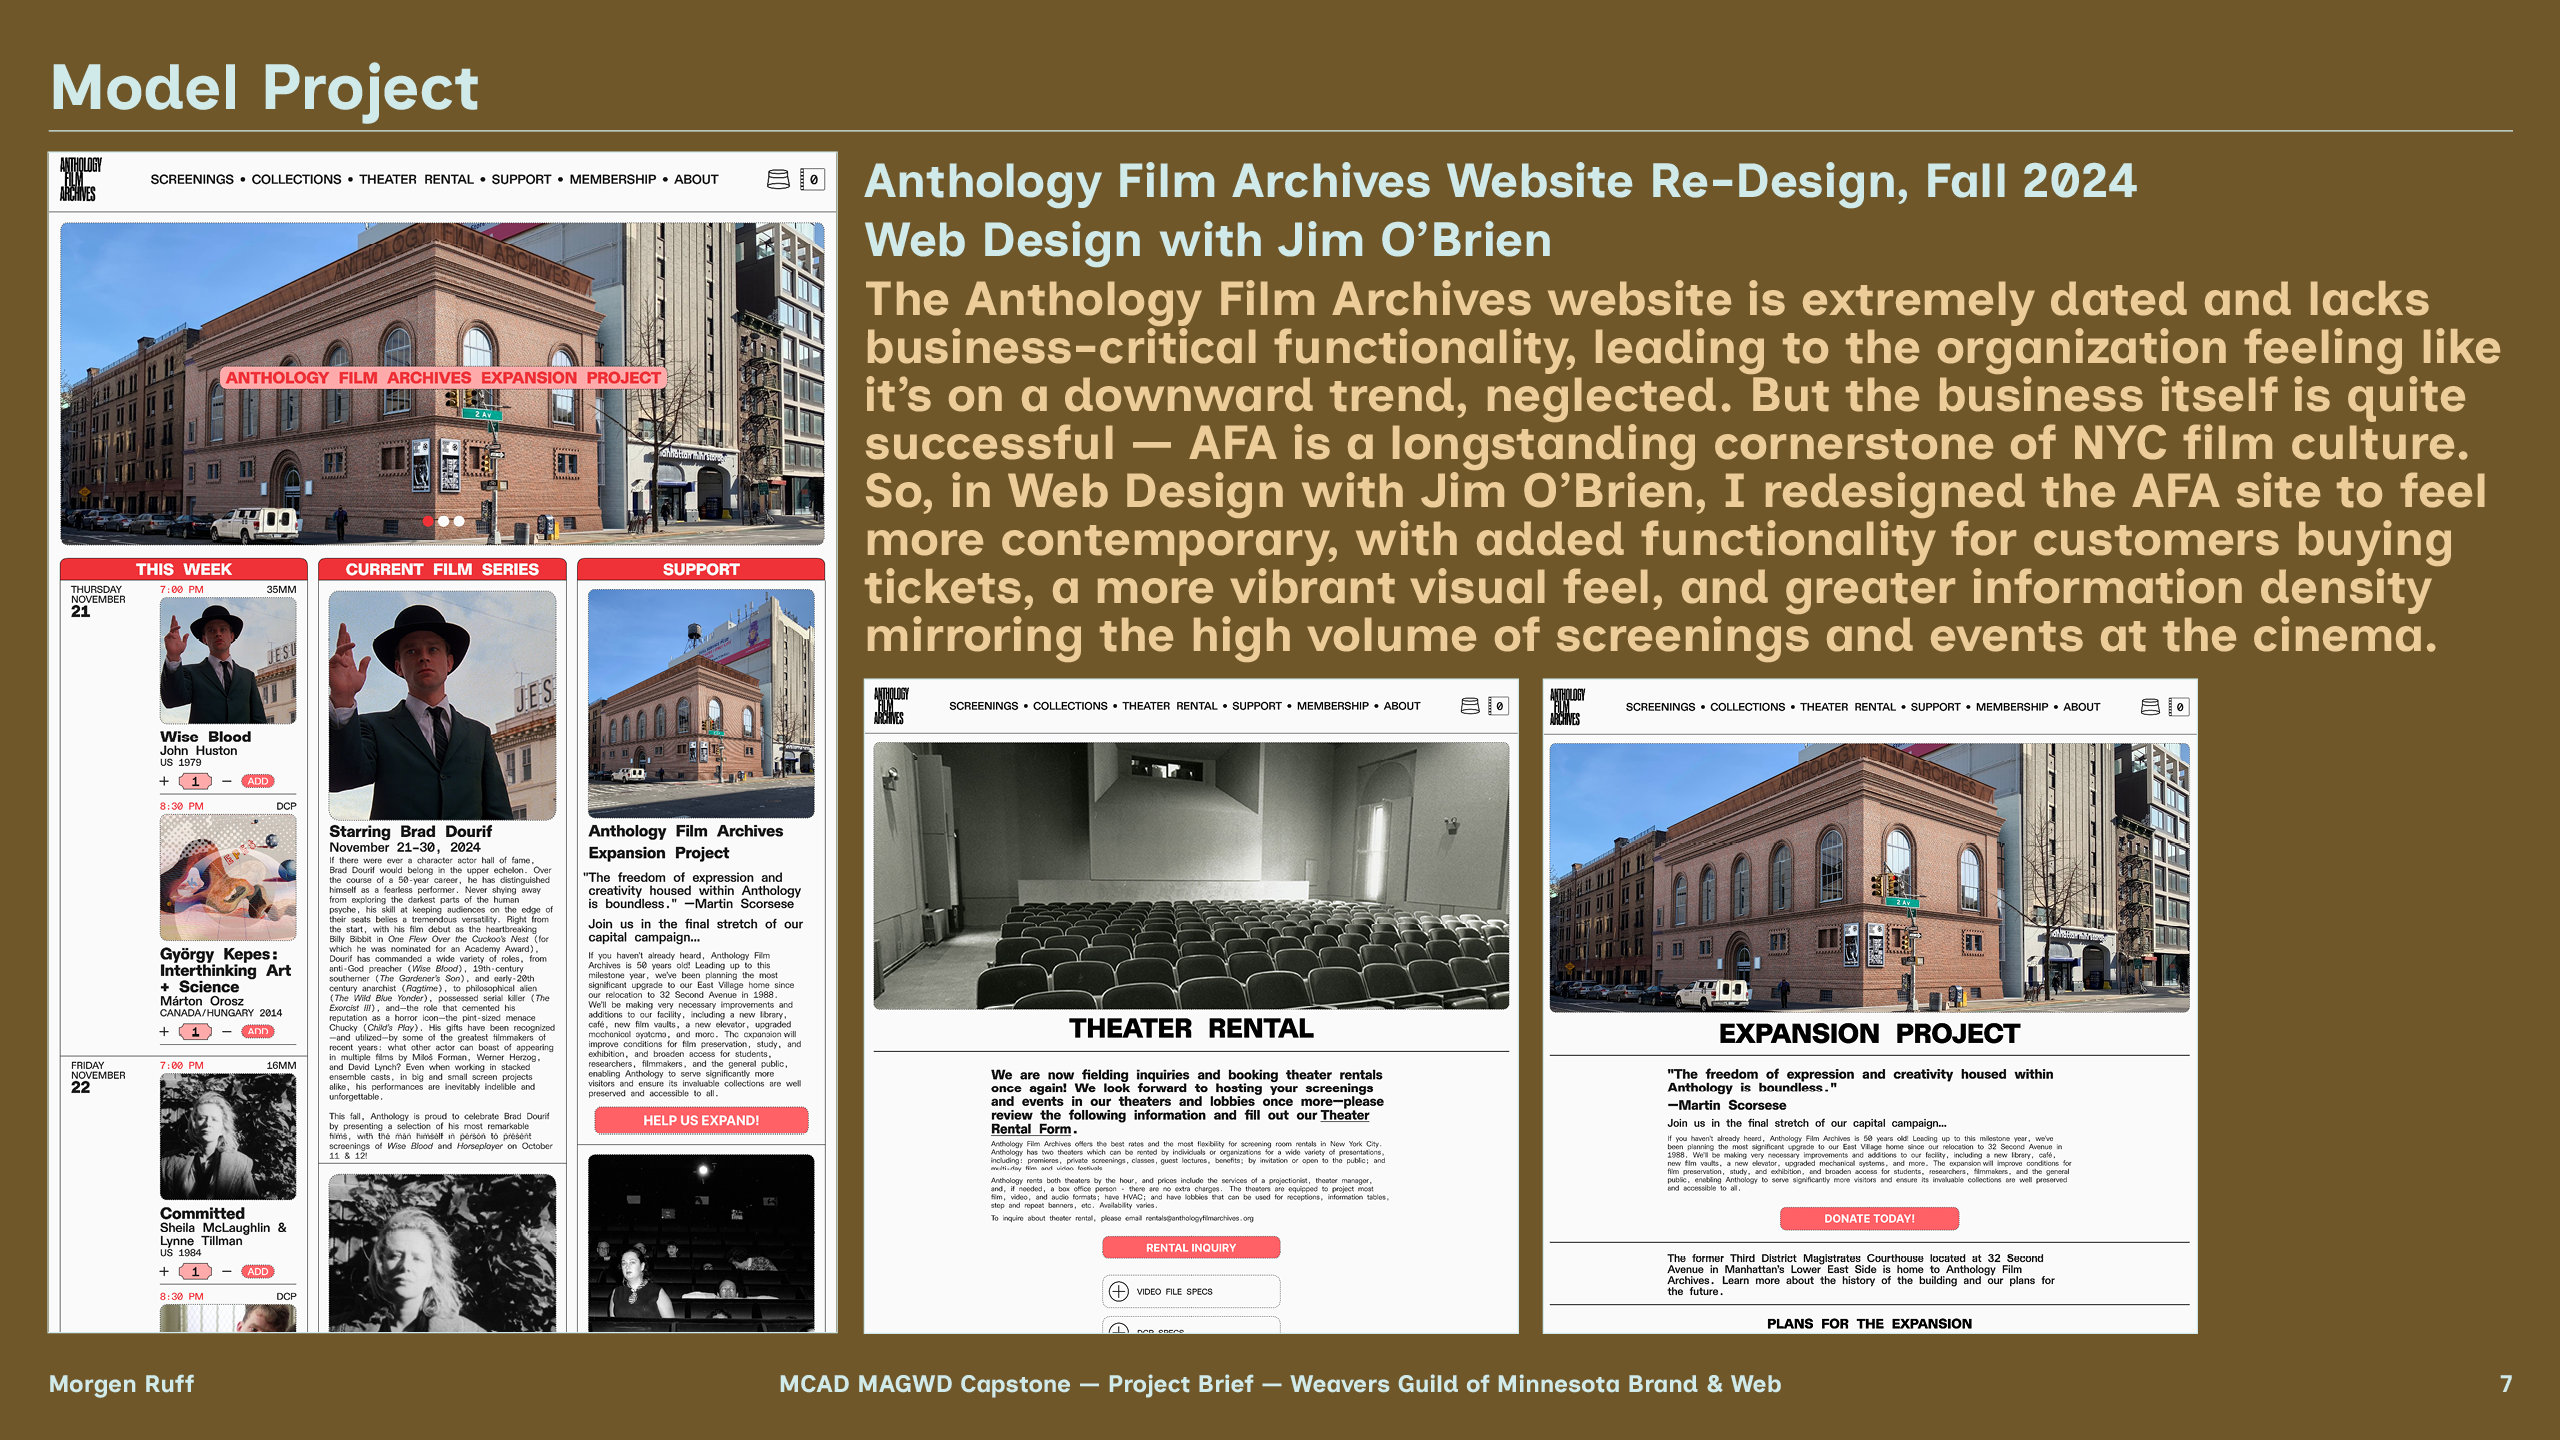 Model Project
ANTHOLOGY
FILM
ARCHIVES
SCREENINGS • COLLECTIONS • THEATER RENTAL • SUPPORT • MEMBERSHIP • ABOUT
0
ANTHOLOGY FILM ARCHIVES
ANTHOLOGY FILM ARCHIVES EXPANSION PROJECT
2 Av
manhattan mini storage
THIS WEEK
THURSDAY
NOVEMBER
21
7:00 PM 35MM
JESU
Wise Blood
John Huston
US 1979
+ 1 − ADD
8:30 PM DCP
György Kepes:
Interthinking Art
+ Science
Márton Orosz
CANADA/HUNGARY 2014
+ 1 − ADD
FRIDAY
NOVEMBER
22
7:00 PM 16MM
Committed
Sheila McLaughlin &
Lynne Tillman
US 1984
+ 1 − ADD
8:30 PM DCP
CURRENT FILM SERIES
JES
Starring Brad Dourif
November 21–30, 2024
If there were ever a character actor hall of fame,
Brad Dourif would belong in the upper echelon. Over
the course of a 50-year career, he has distinguished
himself as a fearless performer. Never shying away
from exploring the darkest parts of the human
psyche, his skill at keeping audiences on the edge of
their seats belies a tremendous versatility. Right from
the start, with his film debut as the heartbreaking
Billy Bibbit in One Flew Over the Cuckoo's Nest (for
which he was nominated for an Academy Award),
Dourif has commanded a wide variety of roles, from
anti-God preacher (Wise Blood), 19th-century
southerner (The Gardener's Son), and early-20th
century anarchist (Ragtime), to philosophical alien
(The Wild Blue Yonder), possessed serial killer (The
Exorcist III), and—the role that cemented his
reputation as a horror icon—the pint-sized menace
Chucky (Child's Play). His gifts have been recognized
—and utilized—by some of the greatest filmmakers of
recent years: what other actor can boast of appearing
in multiple films by Miloš Forman, Werner Herzog,
and David Lynch? Even when working in stacked
ensemble casts, in big and small screen projects
alike, his performances are inevitably indelible and
unforgettable.
This fall, Anthology is proud to celebrate Brad Dourif
by presenting a selection of his most remarkable
films, with the man himself in person to present
screenings of Wise Blood and Horseplayer on October
11 & 12!
SUPPORT
Anthology Film Archives
Expansion Project
"The freedom of expression and
creativity housed within Anthology
is boundless." —Martin Scorsese
Join us in the final stretch of our
capital campaign...
If you haven't already heard, Anthology Film
Archives is 50 years old! Leading up to this
milestone year, we've been planning the most
significant upgrade to our East Village home since
our relocation to 32 Second Avenue in 1988.
We'll be making very necessary improvements and
additions to our facility, including a new library,
café, new film vaults, a new elevator, upgraded
mechanical systems, and more. The expansion will
improve conditions for film preservation, study, and
exhibition, and broaden access for students,
researchers, filmmakers, and the general public,
enabling Anthology to serve significantly more
visitors and ensure its invaluable collections are well
preserved and accessible to all.
HELP US EXPAND!
Anthology Film Archives Website Re-Design, Fall 2024
Web Design with Jim O’Brien
The Anthology Film Archives website is extremely dated and lacks
business-critical functionality, leading to the organization feeling like
it’s on a downward trend, neglected. But the business itself is quite
successful — AFA is a longstanding cornerstone of NYC film culture.
So, in Web Design with Jim O’Brien, I redesigned the AFA site to feel
more contemporary, with added functionality for customers buying
tickets, a more vibrant visual feel, and greater information density
mirroring the high volume of screenings and events at the cinema.
ANTHOLOGY
FILM
ARCHIVES
SCREENINGS • COLLECTIONS • THEATER RENTAL • SUPPORT • MEMBERSHIP • ABOUT
0
THEATER RENTAL
We are now fielding inquiries and booking theater rentals
once again! We look forward to hosting your screenings
and events in our theaters and lobbies once more—please
review the following information and fill out our Theater
Rental Form.
Anthology Film Archives offers the best rates and the most flexibility for screening room rentals in New York City.
Anthology has two theaters which can be rented by individuals or organizations for a wide variety of presentations,
including: premieres, private screenings, classes, guest lectures, benefits; by invitation or open to the public; and
multi-day film and video festivals.
Anthology rents both theaters by the hour, and prices include the services of a projectionist, theater manager,
and, if needed, a box office person - there are no extra charges. The theaters are equipped to project most
film, video, and audio formats; have HVAC; and have lobbies that can be used for receptions, information tables,
step and repeat banners, etc. Availability varies.
To inquire about theater rental, please email rentals@anthologyfilmarchives.org
RENTAL INQUIRY
VIDEO FILE SPECS
DCP SPECS
ANTHOLOGY
FILM
ARCHIVES
SCREENINGS • COLLECTIONS • THEATER RENTAL • SUPPORT • MEMBERSHIP • ABOUT
0
ANTHOLOGY FILM ARCHIVES
2 Av
manhattan mini storage
EXPANSION PROJECT
"The freedom of expression and creativity housed within
Anthology is boundless."
—Martin Scorsese
Join us in the final stretch of our capital campaign...
If you haven't already heard, Anthology Film Archives is 50 years old! Leading up to this milestone year, we've
been planning the most significant upgrade to our East Village home since our relocation to 32 Second Avenue in
1988. We'll be making very necessary improvements and additions to our facility, including a new library, café,
new film vaults, a new elevator, upgraded mechanical systems, and more. The expansion will improve conditions for
film preservation, study, and exhibition, and broaden access for students, researchers, filmmakers, and the general
public, enabling Anthology to serve significantly more visitors and ensure its invaluable collections are well preserved
and accessible to all.
DONATE TODAY!
The former Third District Magistrates Courthouse located at 32 Second
Avenue in Manhattan's Lower East Side is home to Anthology Film
Archives. Learn more about the history of the building and our plans for
the future.
PLANS FOR THE EXPANSION
Morgen Ruff
MCAD MAGWD Capstone — Project Brief — Weavers Guild of Minnesota Brand & Web
7